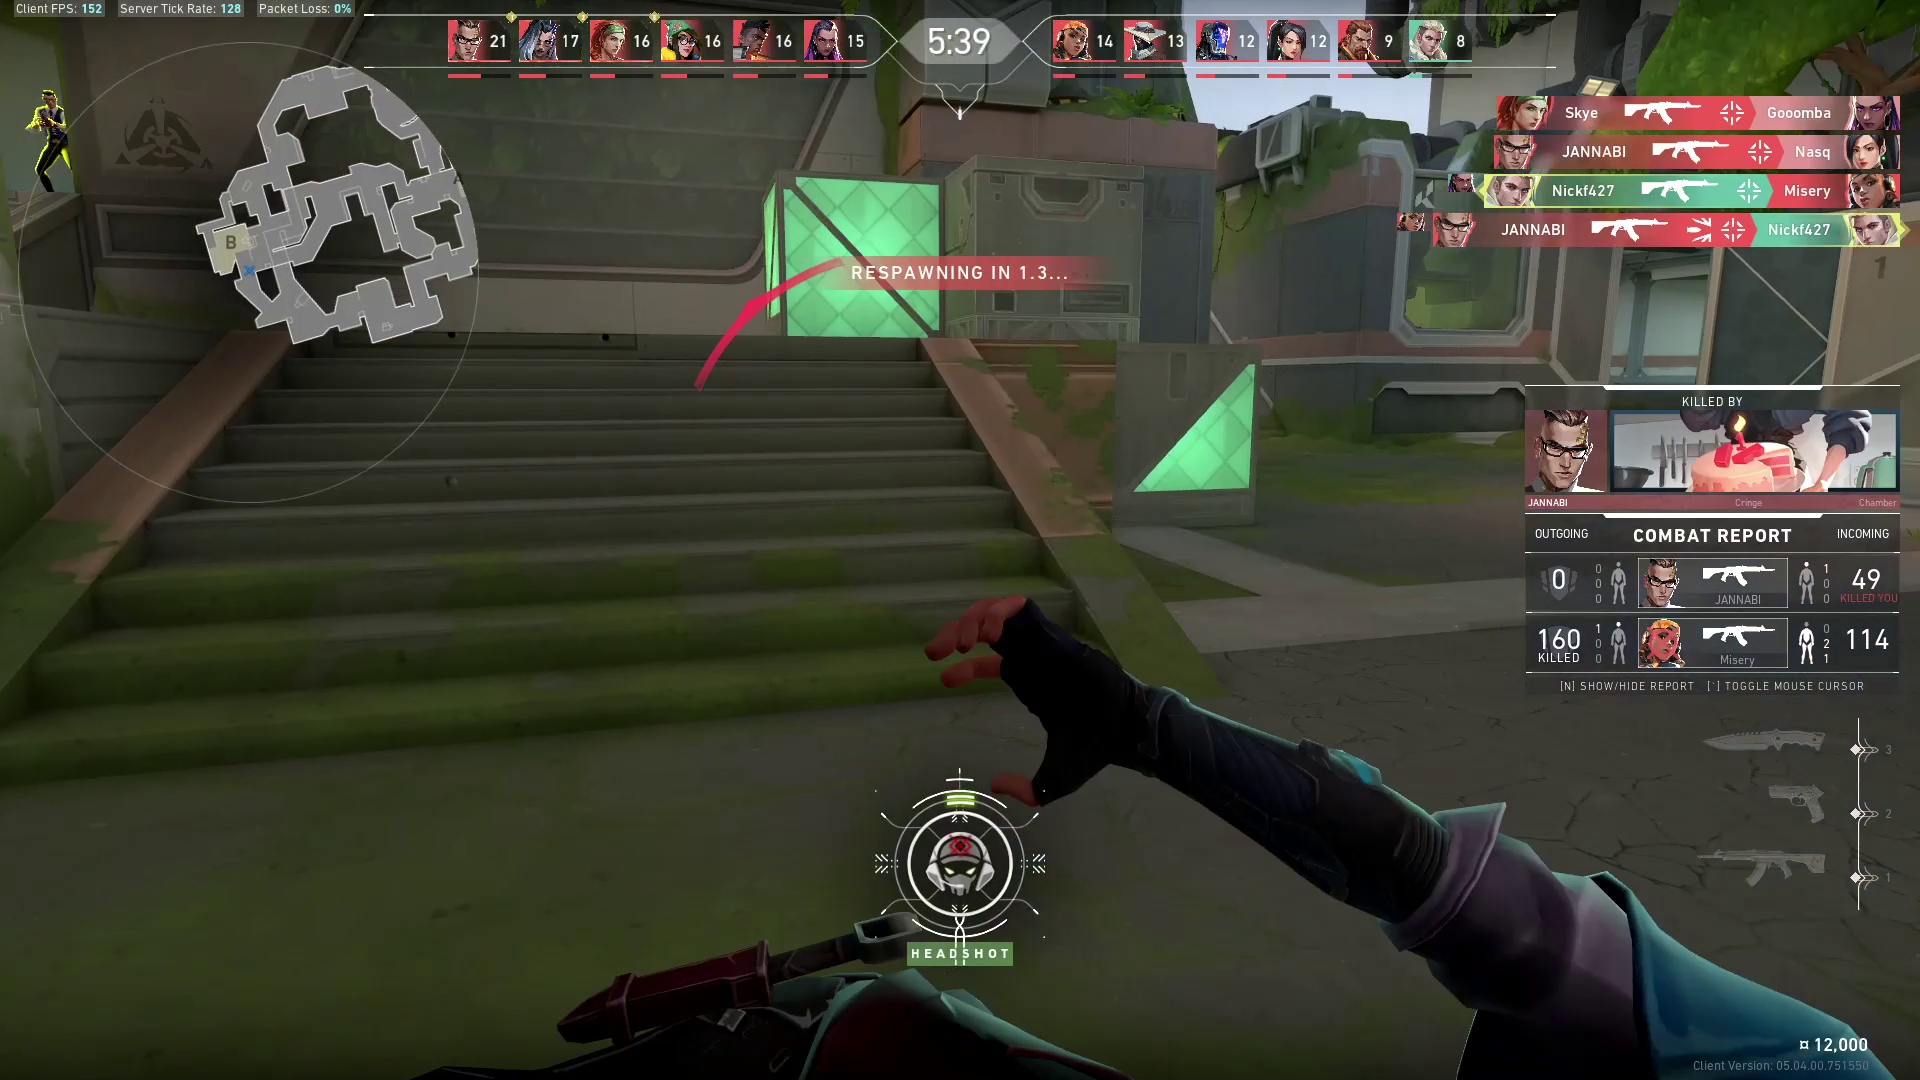 Client FPS: 152 Server Tick Rate: 128 Packet Loss: 0%
21 17 16 16 16 15 5:39 14 13 12 12 9 8
Skye Gooomba
JANNABI Nasq
Nickf427 Misery
JANNABI Nickf427
B
RESPAWNING IN 1.3...
1
KILLED BY
JANNABI Cringe Chamber
OUTGOING COMBAT REPORT INCOMING
0 0 0 0 JANNABI 1 0 0 49 KILLED YOU
160 KILLED 1 0 0 Misery 0 2 1 114
[N] SHOW/HIDE REPORT [`] TOGGLE MOUSE CURSOR
3
2
1
HEADSHOT
¤ 12,000
Client Version: 05.04.00.751550